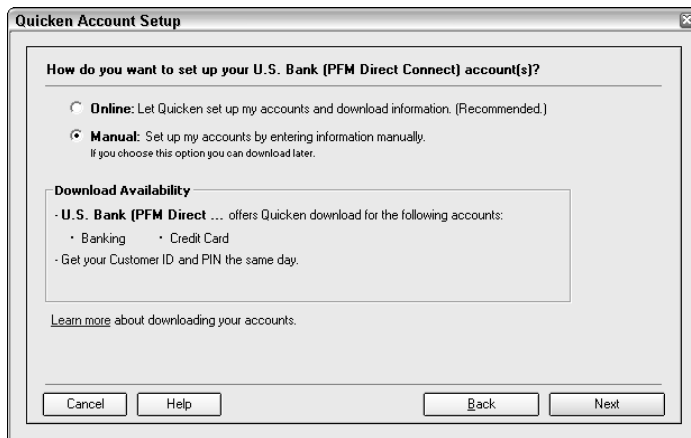 Quicken Account Setup
How do you want to set up your U.S. Bank (PFM Direct Connect) account(s)?
Online: Let Quicken set up my accounts and download information. (Recommended.)
Manual: Set up my accounts by entering information manually.
If you choose this option you can download later.
Download Availability
- U.S. Bank (PFM Direct ... offers Quicken download for the following accounts:
· Banking · Credit Card
- Get your Customer ID and PIN the same day.
Learn more about downloading your accounts.
Cancel Help Back Next